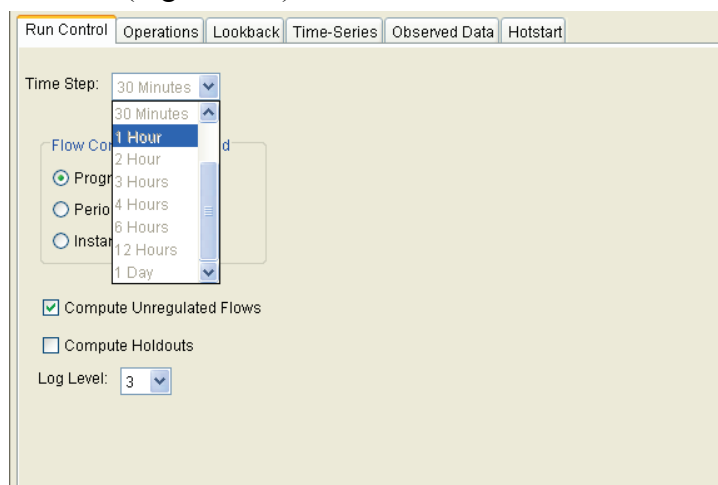 Run Control Operations Lookback Time-Series Observed Data Hotstart
Time Step: 30 Minutes
30 Minutes
1 Hour
2 Hour
3 Hours
4 Hours
6 Hours
12 Hours
1 Day
Flow Cor d
Progr
Perio
Instar
Compute Unregulated Flows
Compute Holdouts
Log Level: 3